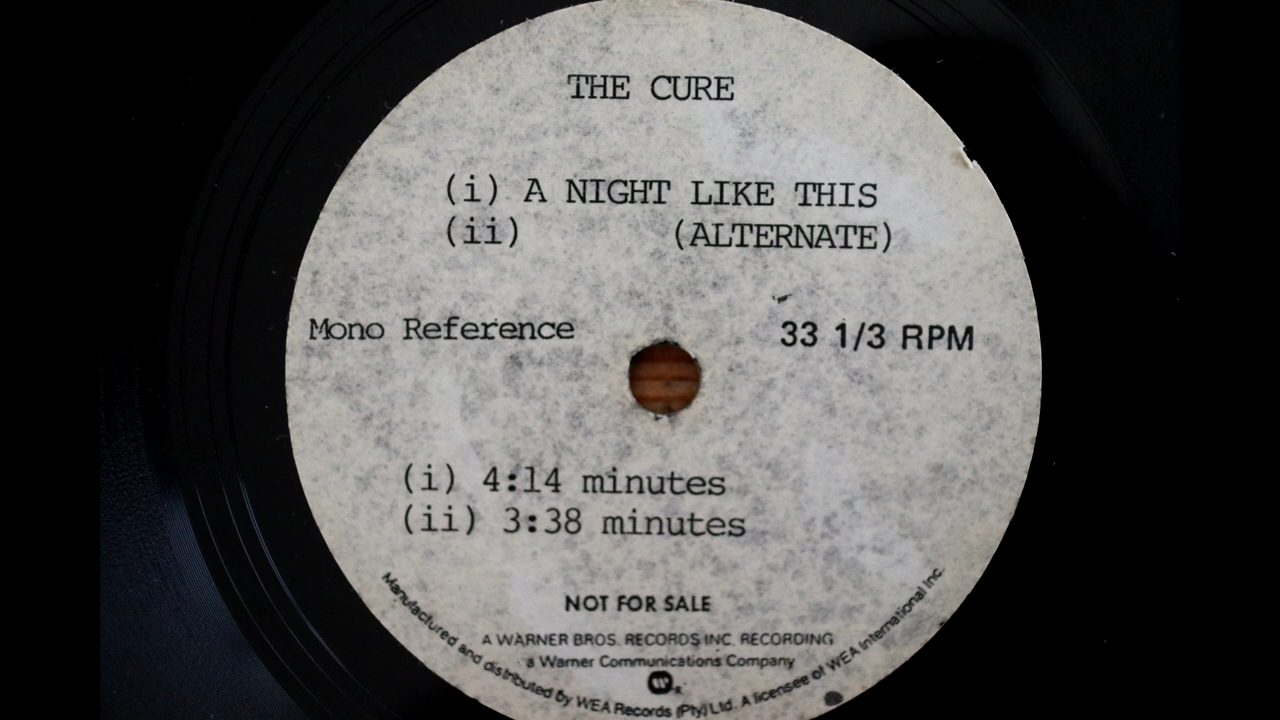 THE CURE
(i) A NIGHT LIKE THIS
(ii) (ALTERNATE)
Mono Reference
33 1/3 RPM
(i) 4:14 minutes
(ii) 3:38 minutes
NOT FOR SALE
A WARNER BROS. RECORDS INC. RECORDING
a Warner Communications Company
Manufactured and distributed by WEA Records (Pty) Ltd. A licensee of WEA International Inc.